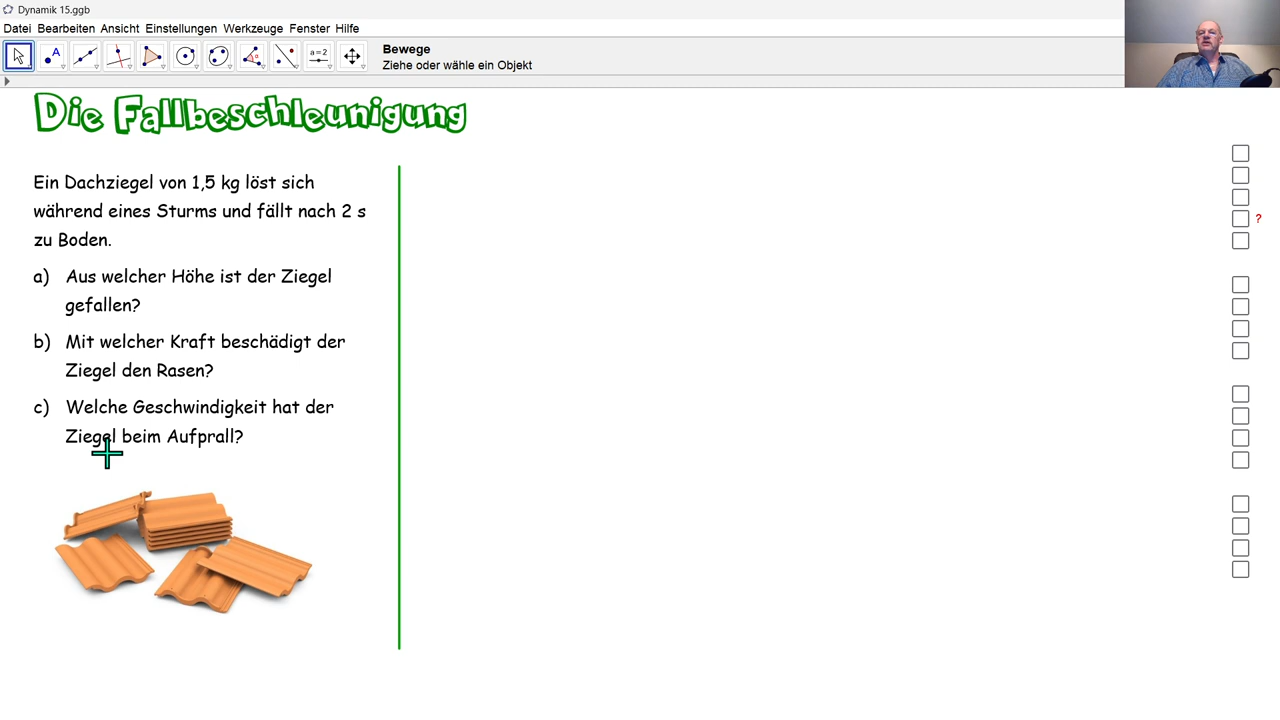 Dynamik 15.ggb
Datei Bearbeiten Ansicht Einstellungen Werkzeuge Fenster Hilfe
A
a=2
Bewege
Ziehe oder wähle ein Objekt
Die Fallbeschleunigung
Ein Dachziegel von 1,5 kg löst sich
während eines Sturms und fällt nach 2 s
zu Boden.
a) Aus welcher Höhe ist der Ziegel
gefallen?
b) Mit welcher Kraft beschädigt der
Ziegel den Rasen?
c) Welche Geschwindigkeit hat der
Ziegel beim Aufprall?
?